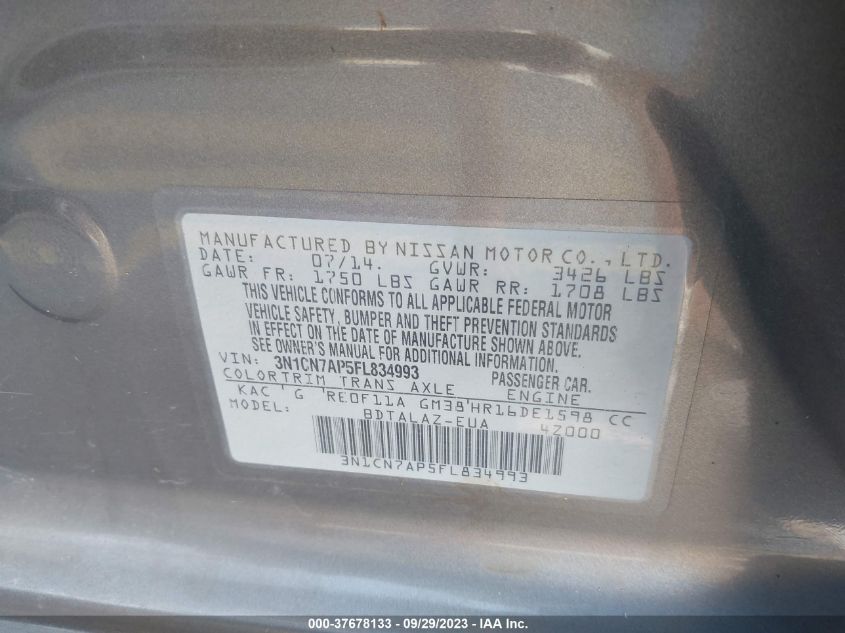 MANUFACTURED BY NISSAN MOTOR CO., LTD.
DATE: 07/14. GVWR: 3426 LBS
GAWR FR: 1750 LBS GAWR RR: 1708 LBS
THIS VEHICLE CONFORMS TO ALL APPLICABLE FEDERAL MOTOR
VEHICLE SAFETY, BUMPER AND THEFT PREVENTION STANDARDS
IN EFFECT ON THE DATE OF MANUFACTURE SHOWN ABOVE.
SEE OWNER'S MANUAL FOR ADDITIONAL INFORMATION.
VIN: 3N1CN7AP5FL834993 PASSENGER CAR.
COLOR TRIM TRANS AXLE ENGINE
KAC G RE0F11A GM38 HR16DE1598 CC
MODEL: BDTALAZ-EUA 4Z000
3N1CN7AP5FL834993
000-37678133 - 09/29/2023 - IAA Inc.